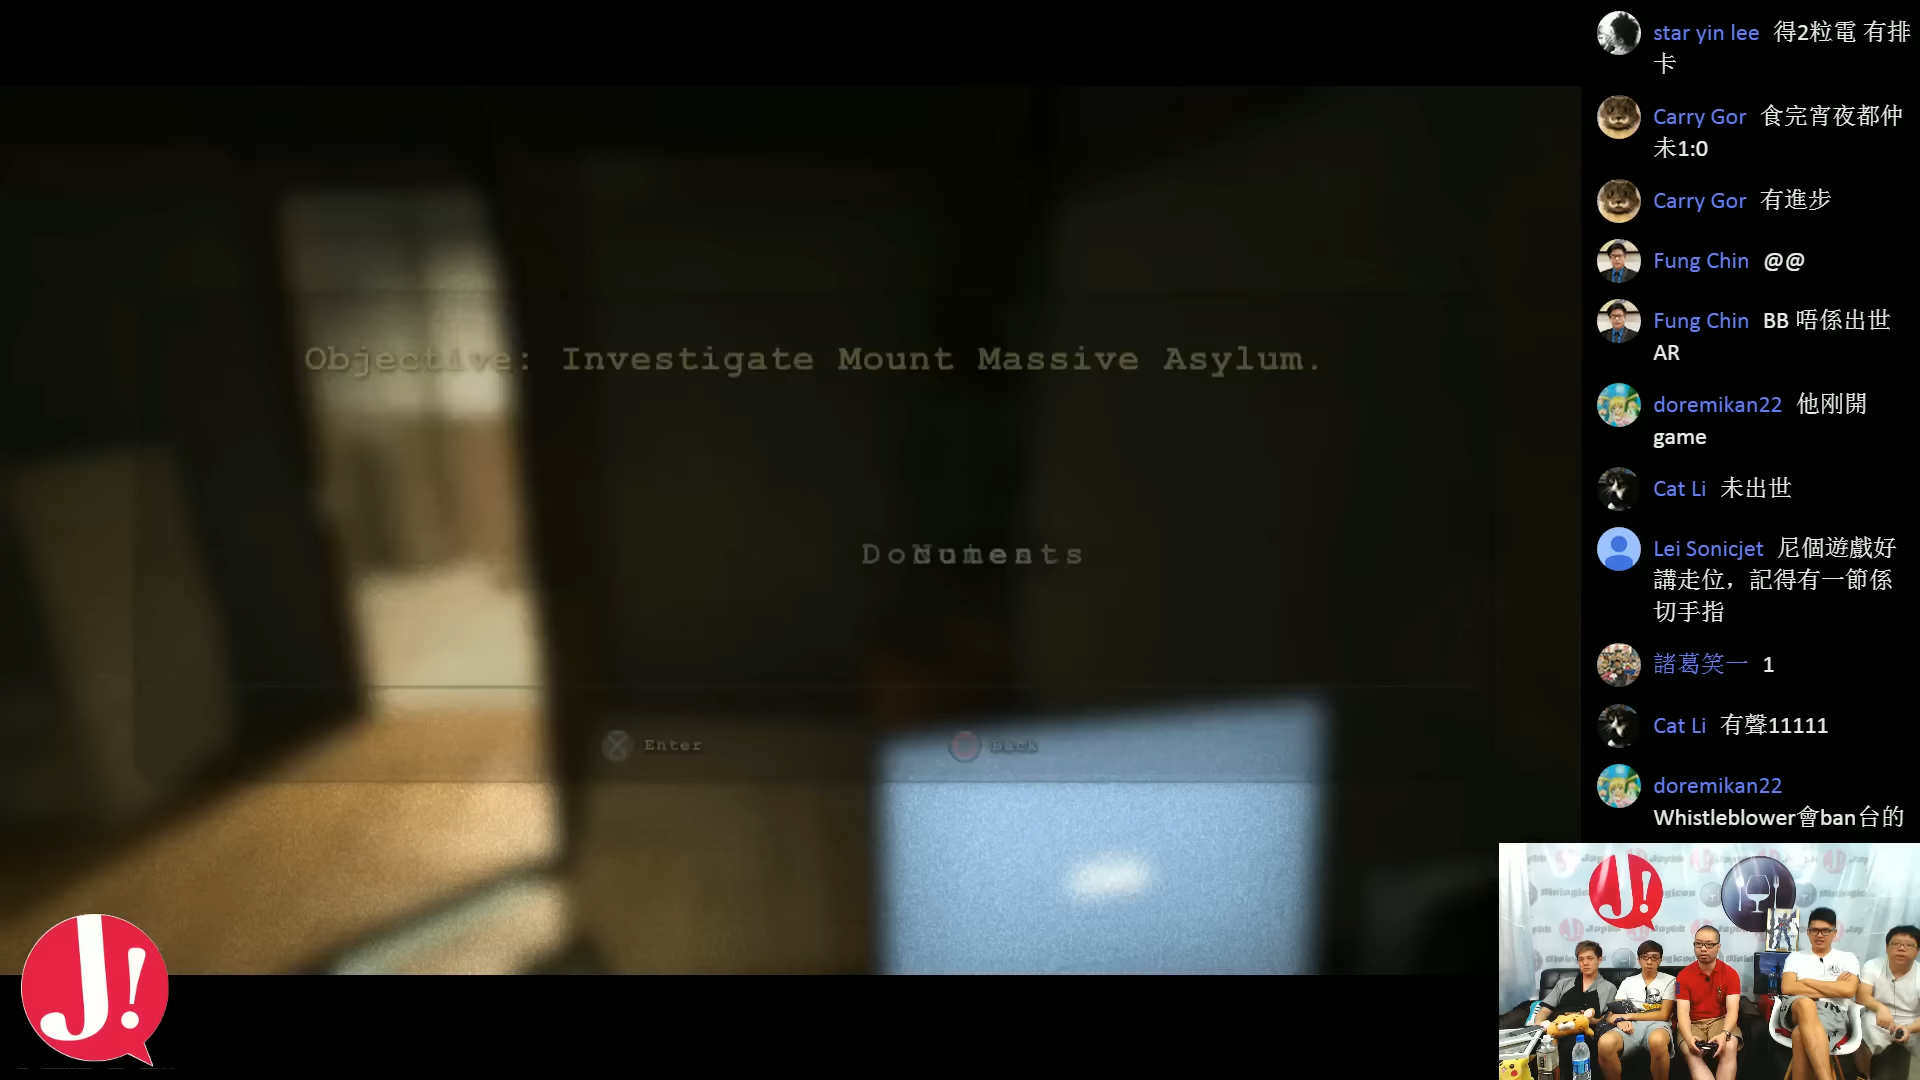 Objective: Investigate Mount Massive Asylum.
Documents
Enter
Back
star yin lee 得2粒電 有排
卡
Carry Gor 食完宵夜都仲
未1:0
Carry Gor 有進步
Fung Chin @@
Fung Chin BB 唔係出世
AR
doremikan22 他刚開
game
Cat Li 未出世
Lei Sonicjet 尼個遊戲好
講走位，記得有一節係
切手指
諸葛笑一 1
Cat Li 有聲11111
doremikan22
Whistleblower會ban台的
J!
J!